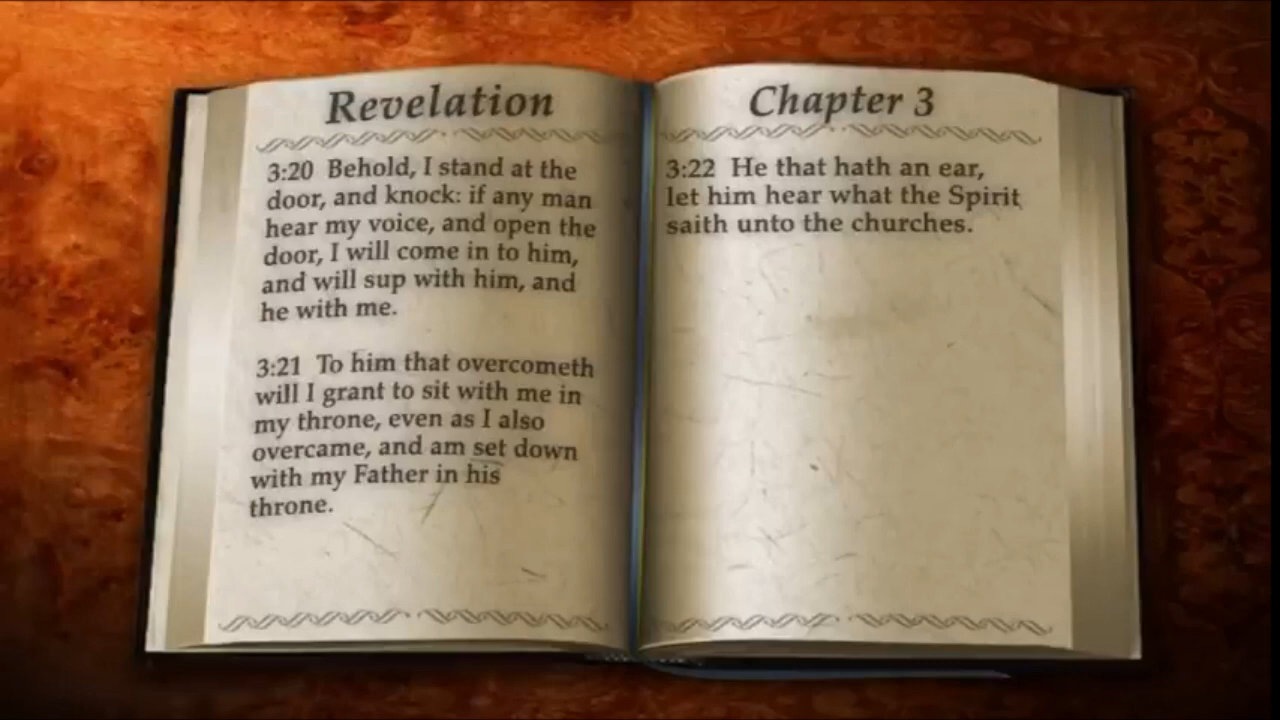 Revelation
3:20 Behold, I stand at the
door, and knock: if any man
hear my voice, and open the
door, I will come in to him,
and will sup with him, and
he with me.
3:21 To him that overcometh
will I grant to sit with me in
my throne, even as I also
overcame, and am set down
with my Father in his
throne.
Chapter 3
3:22 He that hath an ear,
let him hear what the Spirit
saith unto the churches.